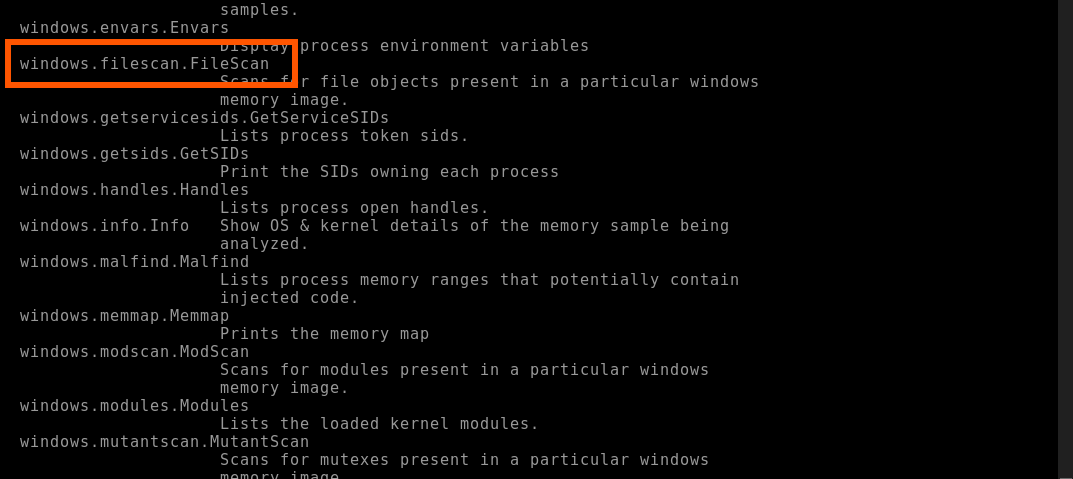 samples.
windows.envars.Envars
Display process environment variables
windows.filescan.FileScan
Scans for file objects present in a particular windows
memory image.
windows.getservicesids.GetServiceSIDs
Lists process token sids.
windows.getsids.GetSIDs
Print the SIDs owning each process
windows.handles.Handles
Lists process open handles.
windows.info.Info   Show OS & kernel details of the memory sample being
analyzed.
windows.malfind.Malfind
Lists process memory ranges that potentially contain
injected code.
windows.memmap.Memmap
Prints the memory map
windows.modscan.ModScan
Scans for modules present in a particular windows
memory image.
windows.modules.Modules
Lists the loaded kernel modules.
windows.mutantscan.MutantScan
Scans for mutexes present in a particular windows
memory image